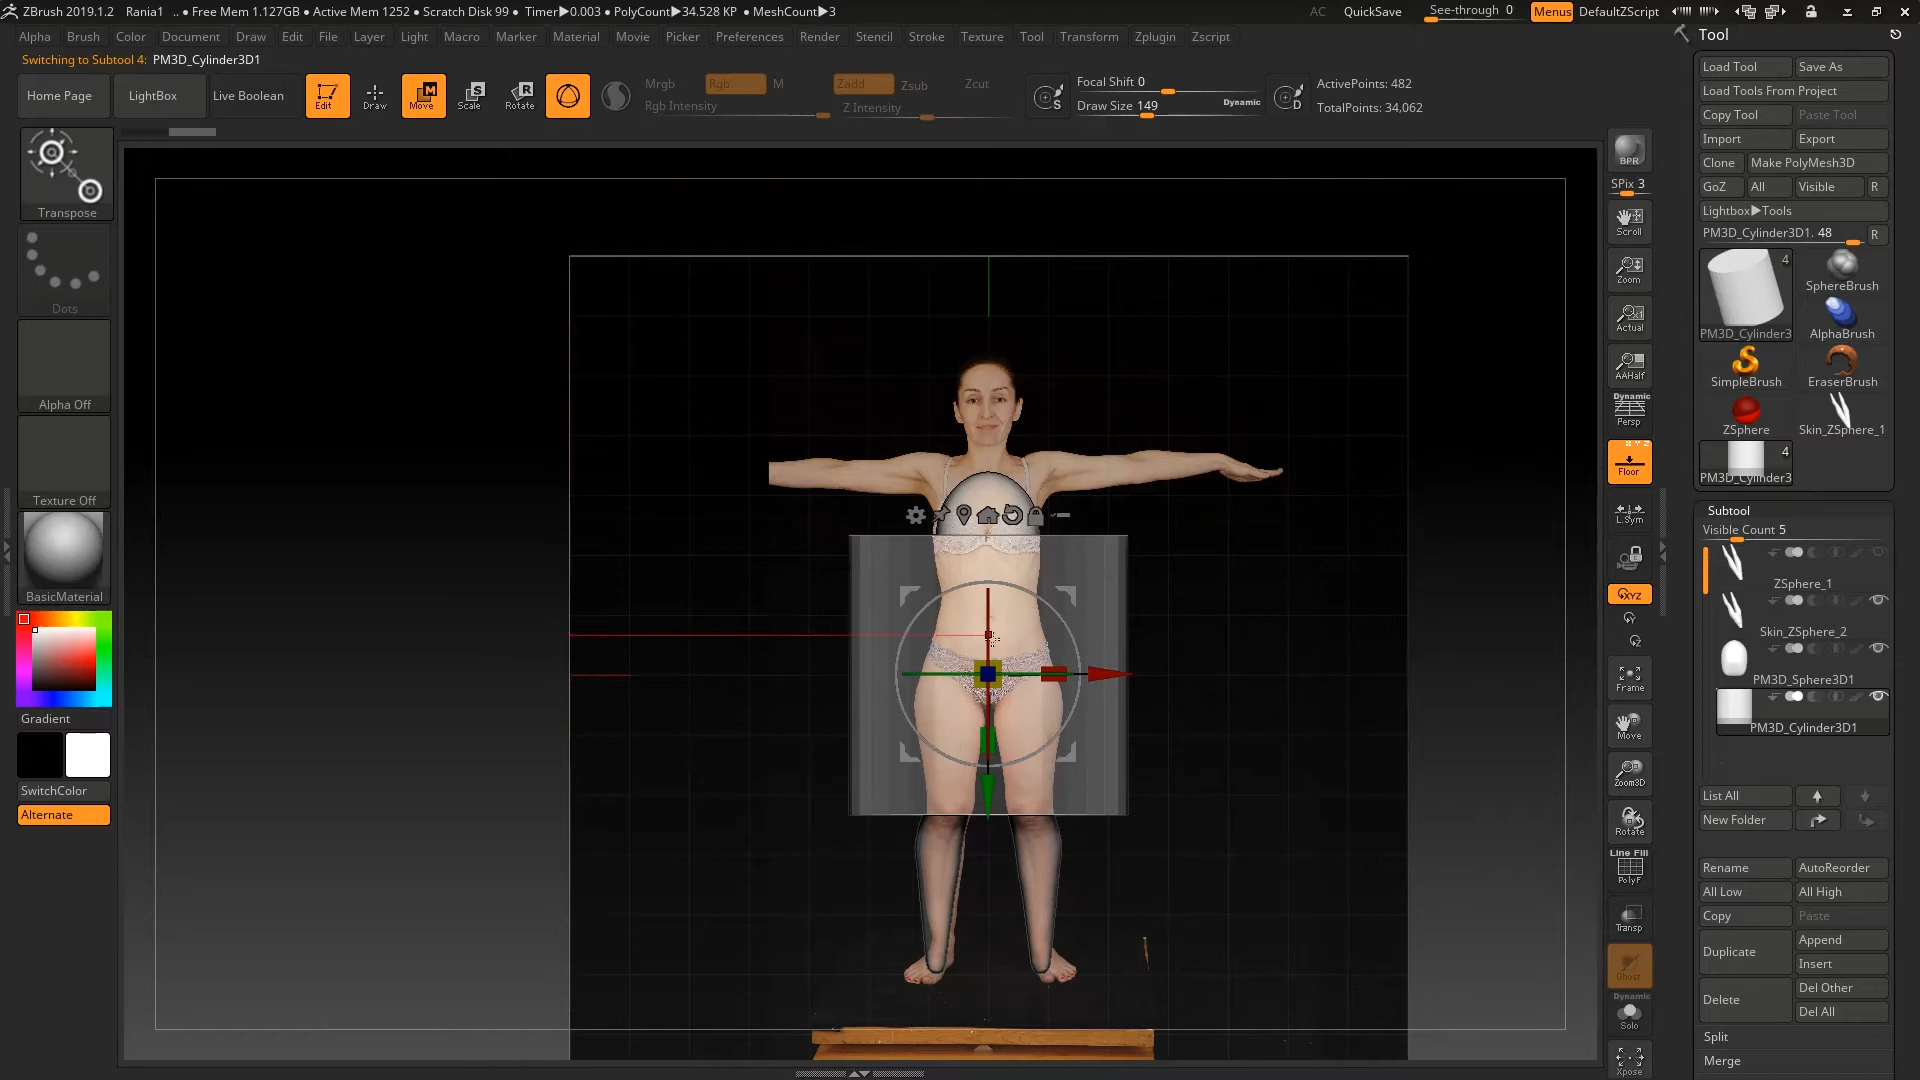 ZBrush 2019.1.2 Rania1 .. • Free Mem 1.127GB • Active Mem 1252 • Scratch Disk 99 • Timer▶0.003 • PolyCount▶34.528 KP • MeshCount▶3 AC QuickSave See-through 0 Menus DefaultZScript
Alpha Brush Color Document Draw Edit File Layer Light Macro Marker Material Movie Picker Preferences Render Stencil Stroke Texture Tool Transform Zplugin Zscript
Switching to Subtool 4: PM3D_Cylinder3D1
Home Page LightBox Live Boolean Edit Draw Move Scale Rotate
Mrgb Rgb M Zadd Zsub Zcut
Rgb Intensity Z Intensity
Focal Shift 0
Draw Size 149 Dynamic
S D
ActivePoints: 482
TotalPoints: 34,062
Transpose
Dots
Alpha Off
Texture Off
BasicMaterial
Gradient
SwitchColor
Alternate
BPR
SPix 3
Scroll
Zoom
Actual
AAHalf
Dynamic
Persp
X Y Z
Floor
L.Sym
XYZ
Frame
Move
Zoom3D
Rotate
Line Fill
PolyF
Transp
Ghost
Dynamic
Solo
Xpose
Tool
Load Tool Save As
Load Tools From Project
Copy Tool Paste Tool
Import Export
Clone Make PolyMesh3D
GoZ All Visible R
Lightbox▶Tools
PM3D_Cylinder3D1. 48 R
4
PM3D_Cylinder3
SphereBrush
AlphaBrush
SimpleBrush EraserBrush
ZSphere Skin_ZSphere_1
4
PM3D_Cylinder3
Subtool
Visible Count 5
ZSphere_1
Skin_ZSphere_2
PM3D_Sphere3D1
PM3D_Cylinder3D1
List All
New Folder
Rename AutoReorder
All Low All High
Copy Paste
Duplicate Append
Insert
Delete Del Other
Del All
Split
Merge